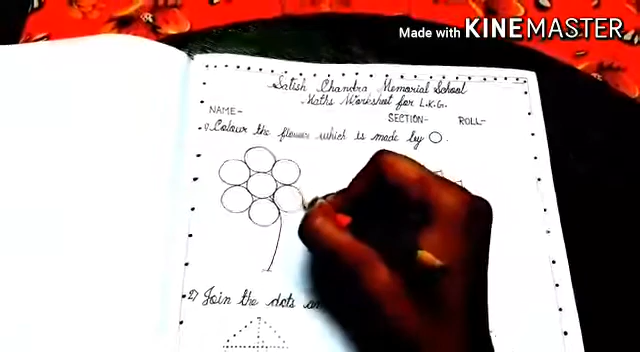 Made with KINEMASTER
Satish Chandra Memorial School
Maths Worksheet for L.K.G.
NAME-
SECTION- ROLL-
Colour the flower which is made by
27 Join the dots